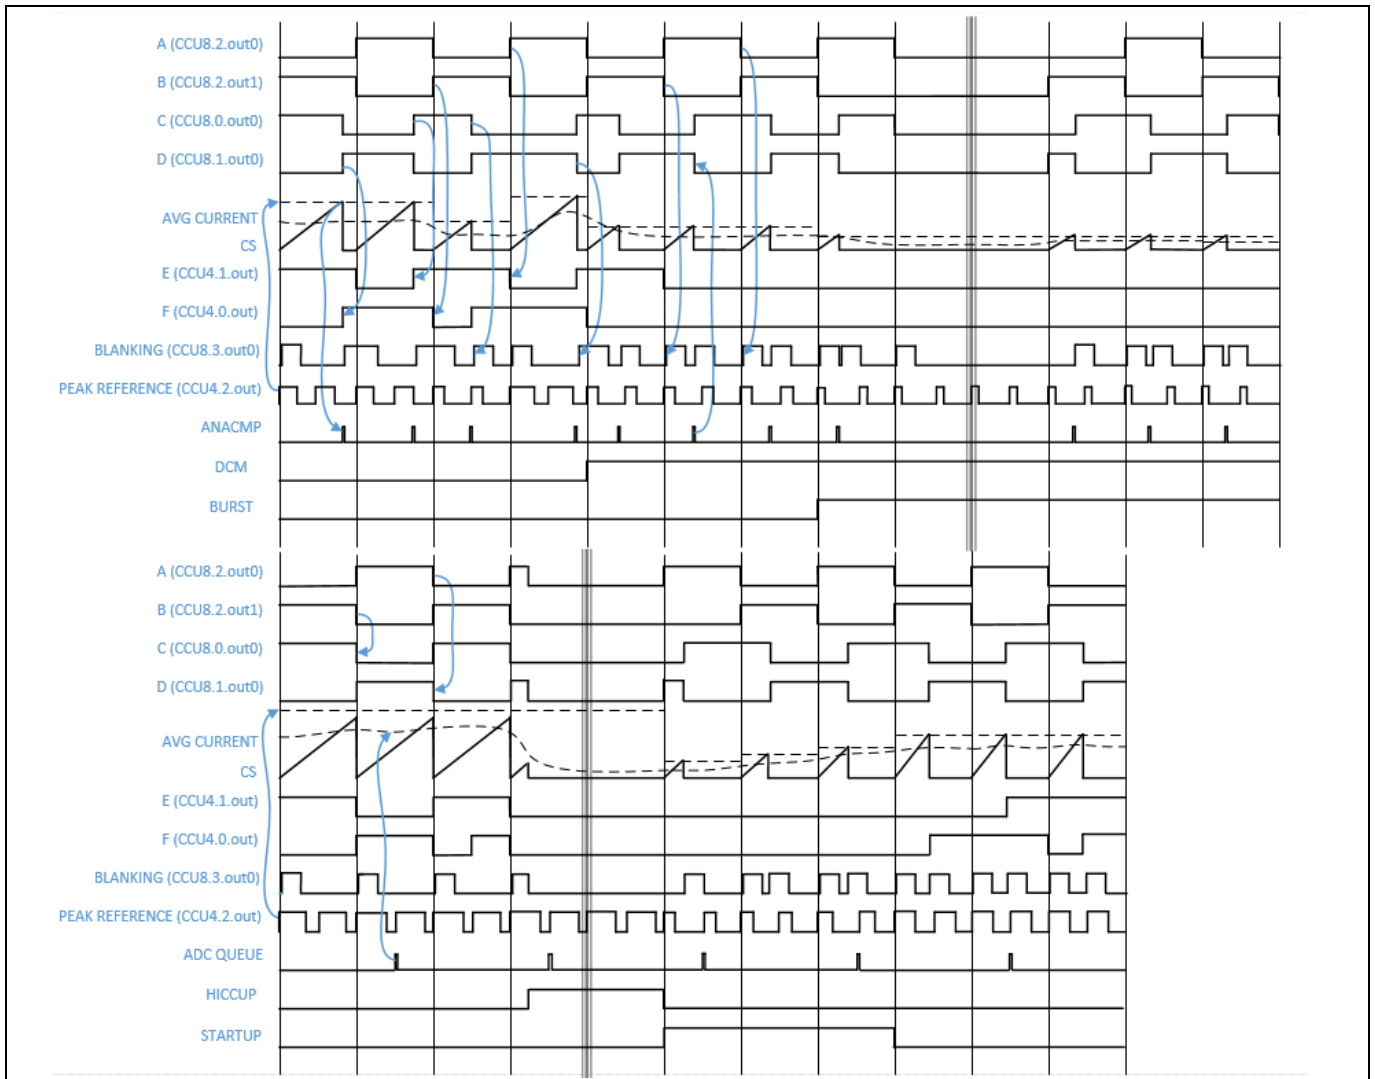 A (CCU8.2.out0)
B (CCU8.2.out1)
C (CCU8.0.out0)
D (CCU8.1.out0)
AVG CURRENT
CS
E (CCU4.1.out)
F (CCU4.0.out)
BLANKING (CCU8.3.out0)
PEAK REFERENCE (CCU4.2.out)
ANACMP
DCM
BURST
A (CCU8.2.out0)
B (CCU8.2.out1)
C (CCU8.0.out0)
D (CCU8.1.out0)
AVG CURRENT
CS
E (CCU4.1.out)
F (CCU4.0.out)
BLANKING (CCU8.3.out0)
PEAK REFERENCE (CCU4.2.out)
ADC QUEUE
HICCUP
STARTUP